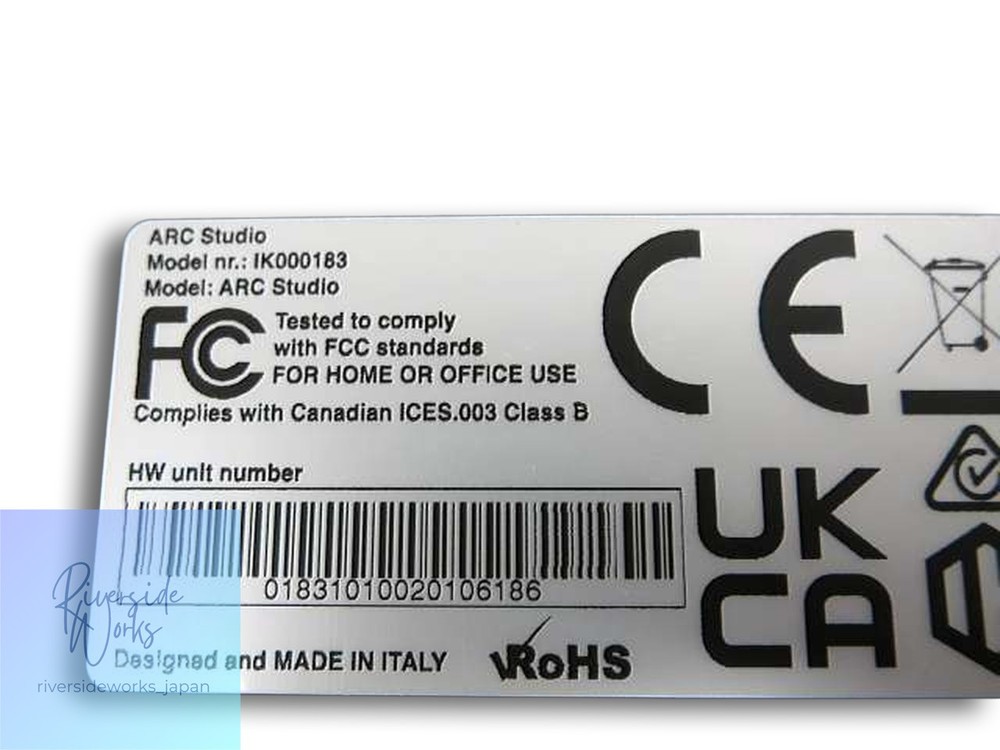 ARC Studio
Model nr.: IK000183
Model: ARC Studio
FC Tested to comply
with FCC standards
FOR HOME OR OFFICE USE
Complies with Canadian ICES.003 Class B
CE
HW unit number
01831010020106186
UK
CA
Designed and MADE IN ITALY
RoHS
Riverside
Works
riversideworks_japan